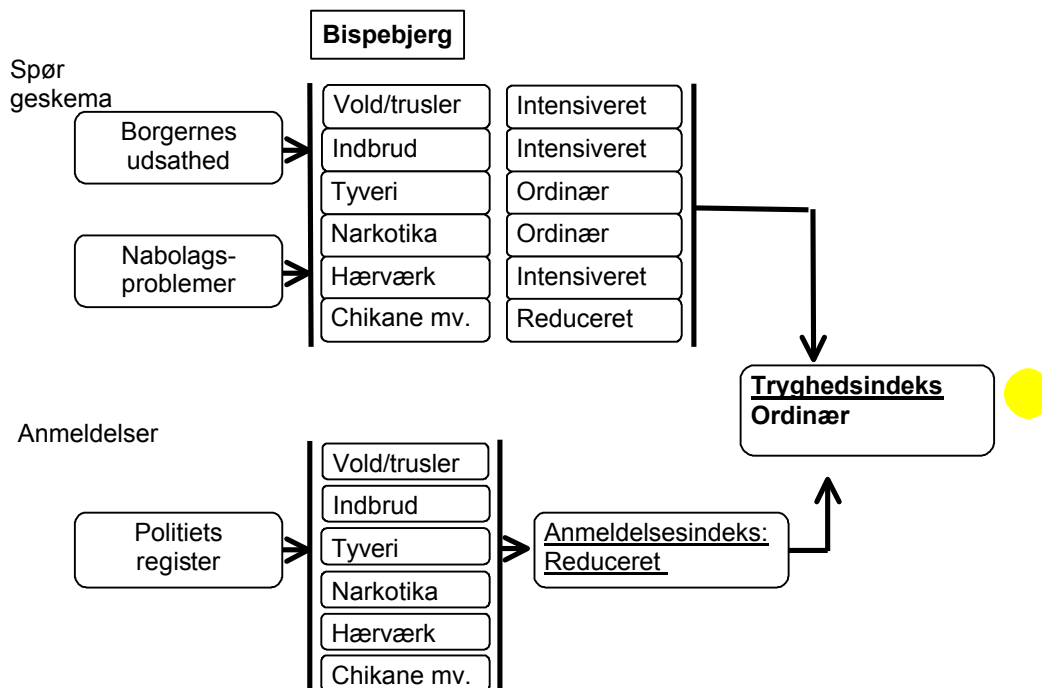 Bispebjerg
Spør
geskema
Borgernes
udsathed
Nabolags-
problemer
Vold/trusler
Indbrud
Tyveri
Narkotika
Hærværk
Chikane mv.
Intensiveret
Intensiveret
Ordinær
Ordinær
Intensiveret
Reduceret
Tryghedsindeks
Ordinær
Anmeldelser
Politiets
register
Vold/trusler
Indbrud
Tyveri
Narkotika
Hærværk
Chikane mv.
Anmeldelsesindeks:
Reduceret